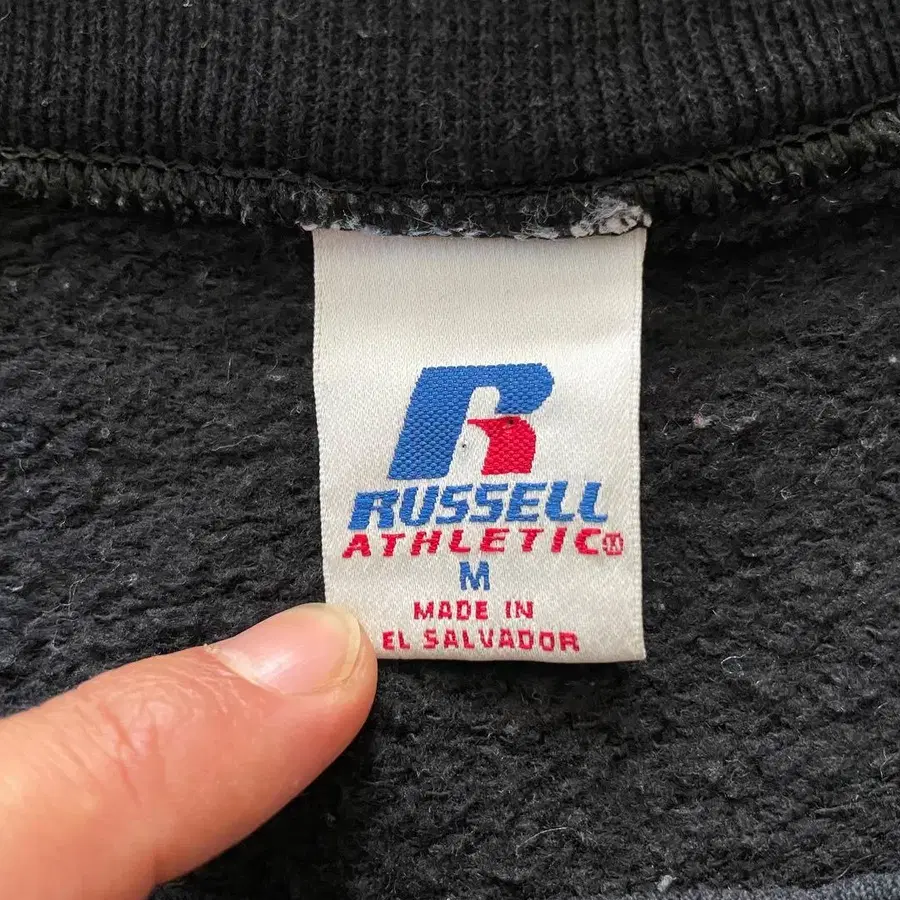 RUSSELL
ATHLETIC®
M
MADE IN
EL SALVADOR